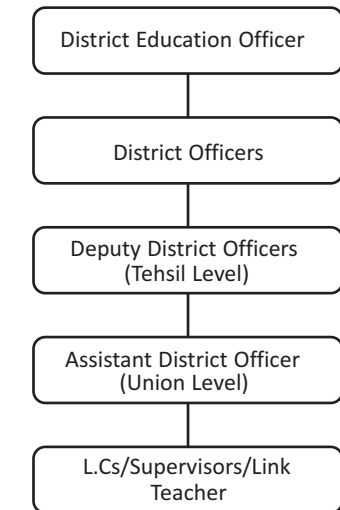 District Education Officer
District Officers
Deputy District Officers
(Tehsil Level)
Assistant District Officer
(Union Level)
L.Cs/Supervisors/Link
Teacher